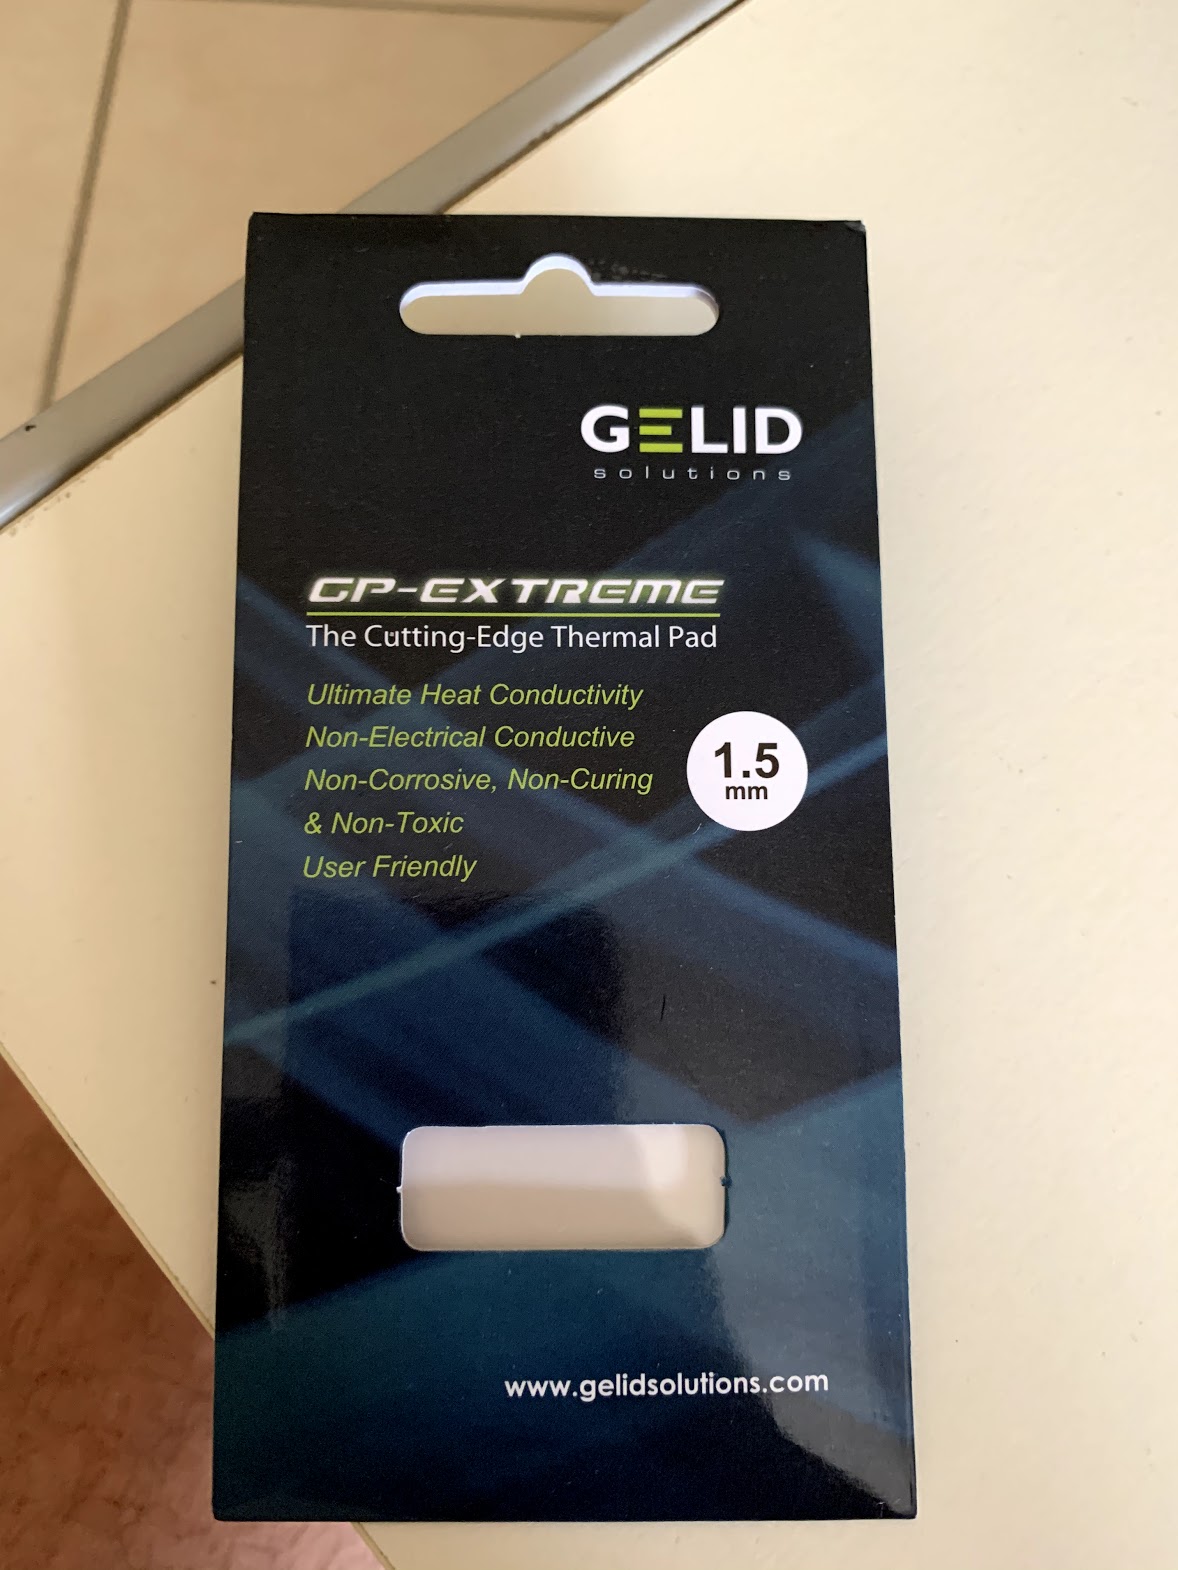 GELID
solutions
GP-EXTREME
The Cutting-Edge Thermal Pad
Ultimate Heat Conductivity
Non-Electrical Conductive
Non-Corrosive, Non-Curing
& Non-Toxic
User Friendly
1.5
mm
www.gelidsolutions.com